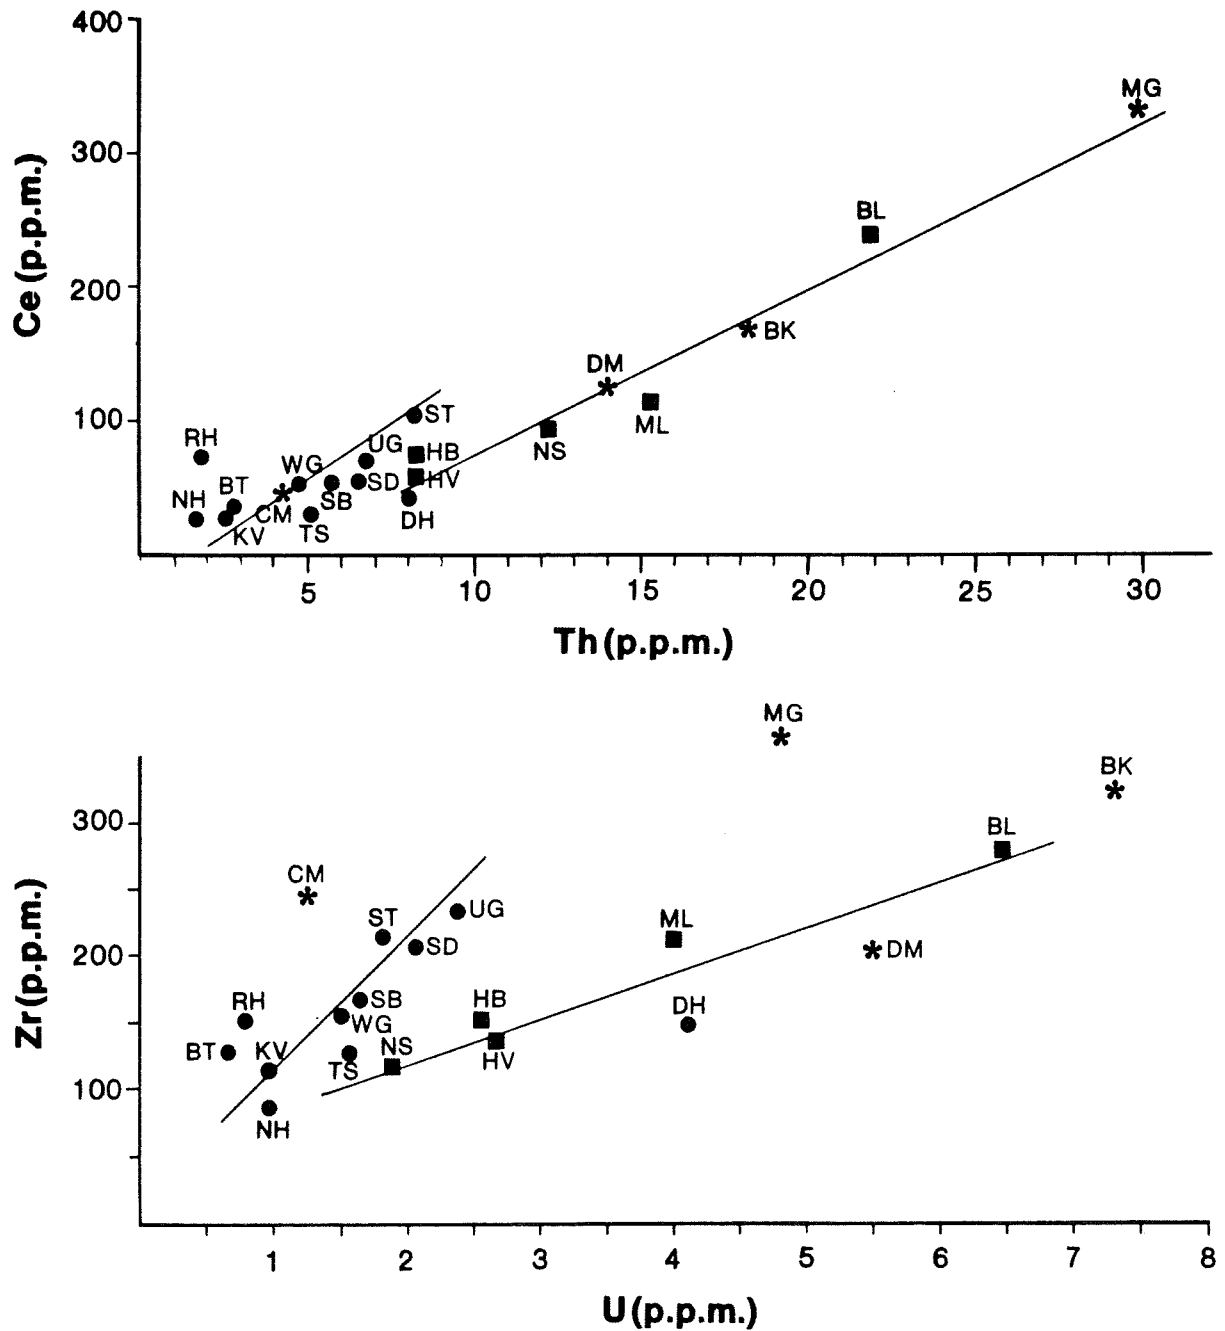 400
MG
300
BL
Ce (p.p.m.)
200
BK
DM
ST
100
RH
UG
HB
ML
WG
NS
BT
SD
HV
NH
SB
CM
DH
KV
TS
5 10 15 20 25 30
Th (p.p.m.)
MG
BK
300
BL
CM
ML
ST
UG
SD
200
DM
Zr (p.p.m.)
RH
SB
HB
DH
WG
BT
KV
NS
HV
TS
100
NH
1 2 3 4 5 6 7 8
U (p.p.m.)